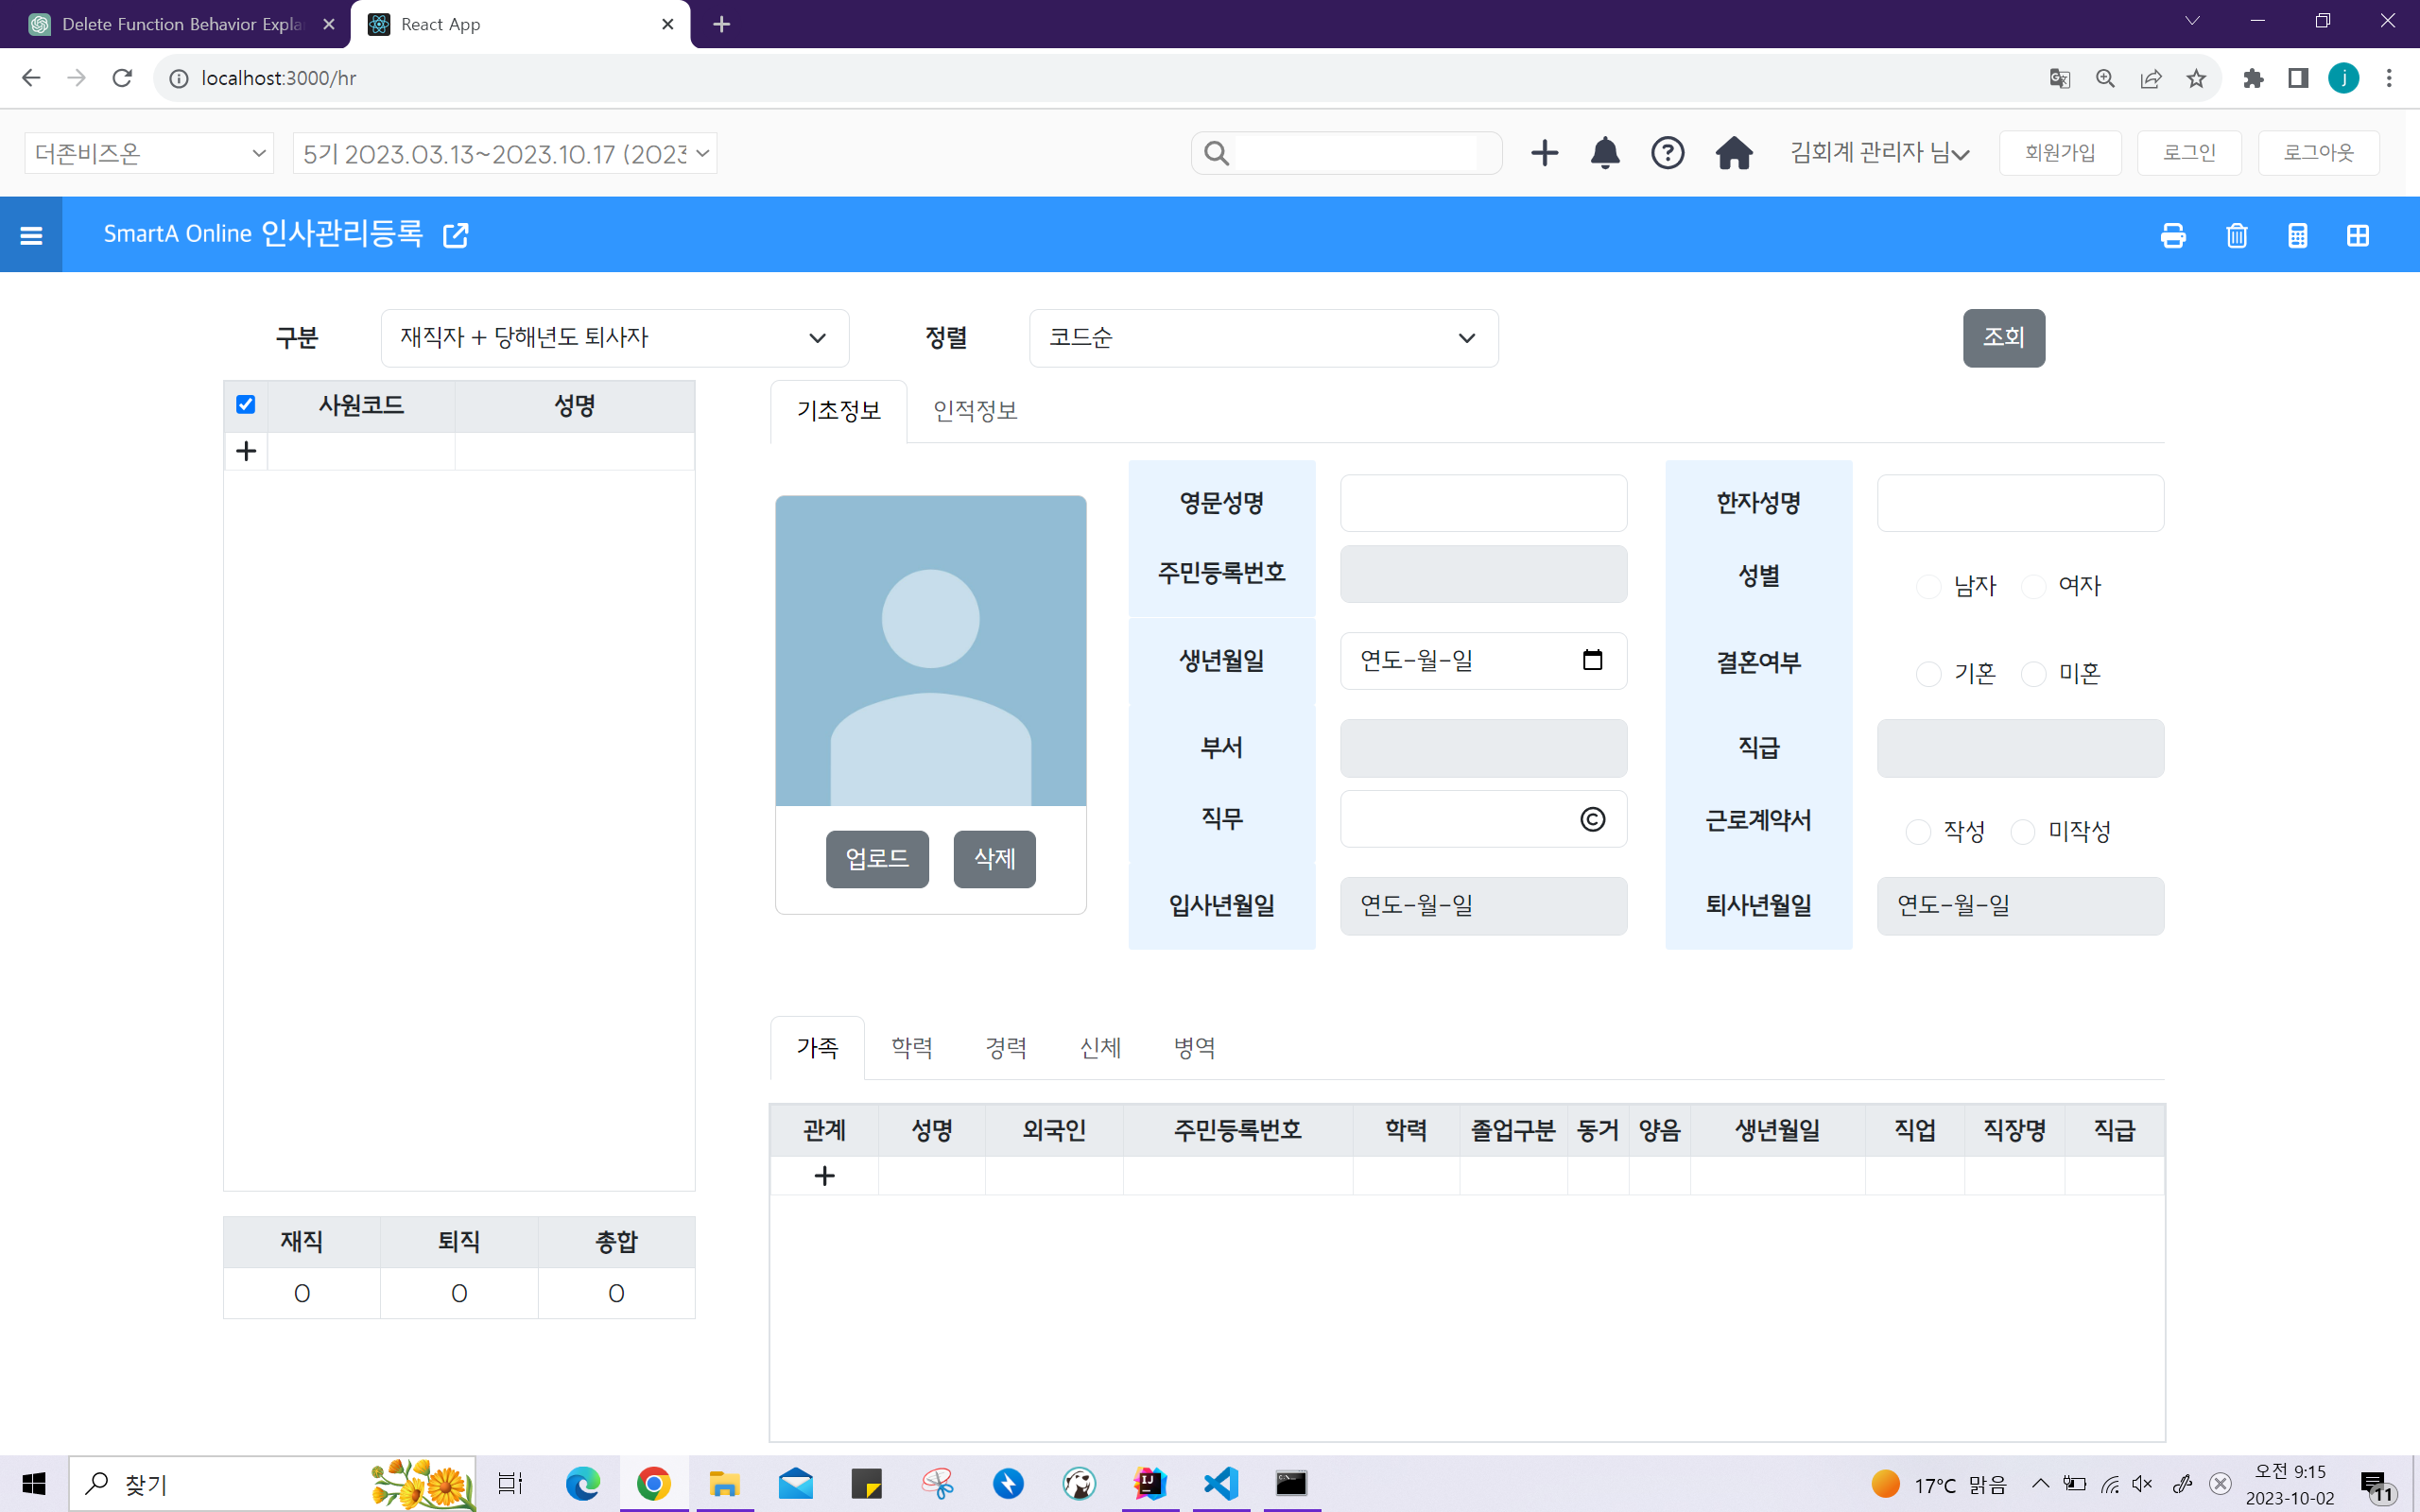 Delete Function Behavior Expla
React App
localhost:3000/hr
j
더존비즈온
5기 2023.03.13~2023.10.17 (2023
김회계 관리자 님
회원가입
로그인
로그아웃
SmartA Online 인사관리등록
구분
재직자 + 당해년도 퇴사자
정렬
코드순
조회
사원코드
성명
기초정보
인적정보
영문성명
한자성명
주민등록번호
성별
남자
여자
생년월일
연도-월-일
결혼여부
기혼
미혼
부서
직급
직무
근로계약서
작성
미작성
업로드
삭제
입사년월일
연도-월-일
퇴사년월일
연도-월-일
가족
학력
경력
신체
병역
관계
성명
외국인
주민등록번호
학력
졸업구분
동거
양음
생년월일
직업
직장명
직급
재직
퇴직
총합
0
0
0
찾기
17°C 맑음
오전 9:15
2023-10-02
11